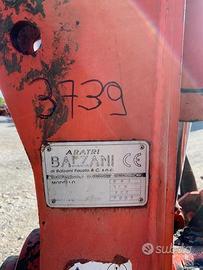 3739
ARATRI
BALZANI CE
di Balzani Fausto & C. s.n.c.
MODELLO
subito